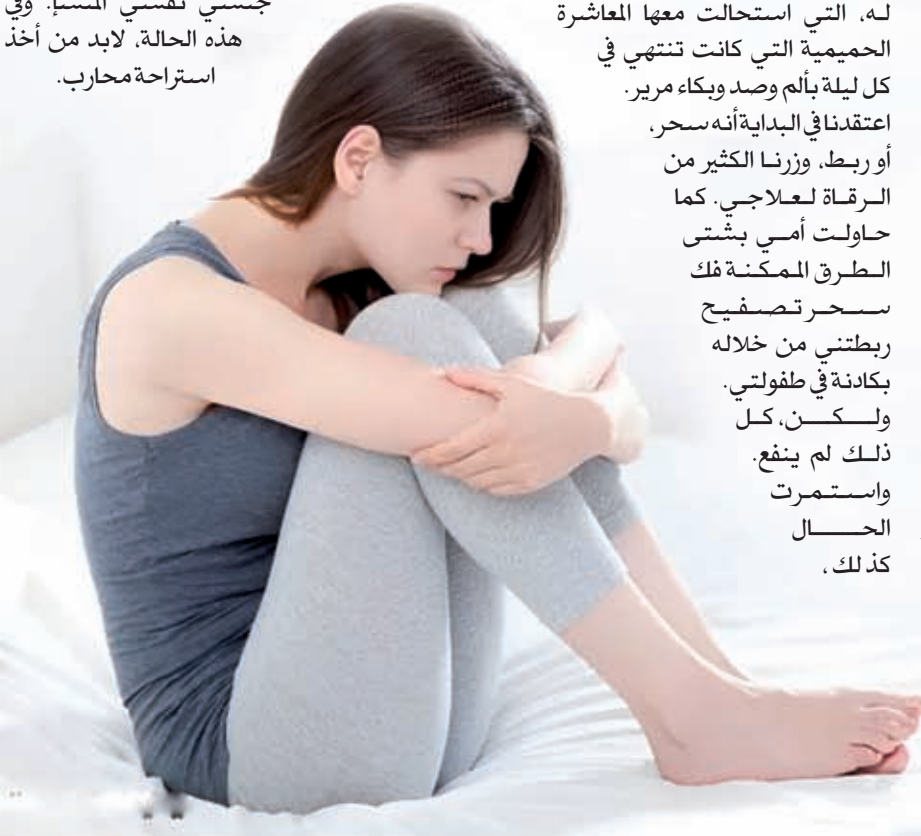 له، التي استحالت معها المعاشرة
الحميمية التي كانت تنتهي في
كل ليلة بألم وصد وبكاء مرير.
اعتقدنا في البداية أنه سحر،
أو ربط، وزرنا الكثير من
الرقاة لعلاجي. كما
حاولت أمي بشتى
الطرق الممكنة فك
سحر تصفيح
ربطتني من خلاله
بكادنة في طفولتي.
ولكن، كل
ذلك لم ينفع.
واستمرت
الحال
كذلك،
جنسي نفسي المنشإ. وفي
هذه الحالة، لابد من أخذ
استراحة محارب.